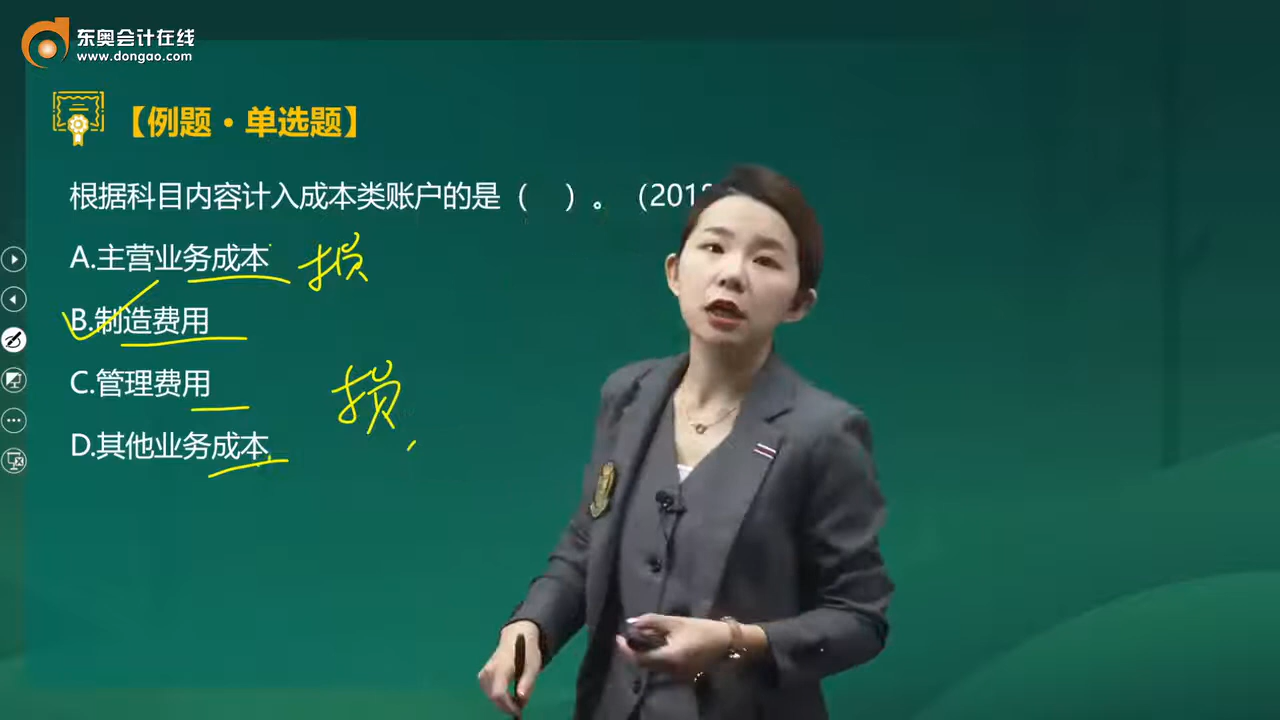 东奥会计在线
www.dongao.com
【例题·单选题】
根据科目内容计入成本类账户的是（ ）。（201
A.主营业务成本 损
B.制造费用
C.管理费用 损
D.其他业务成本